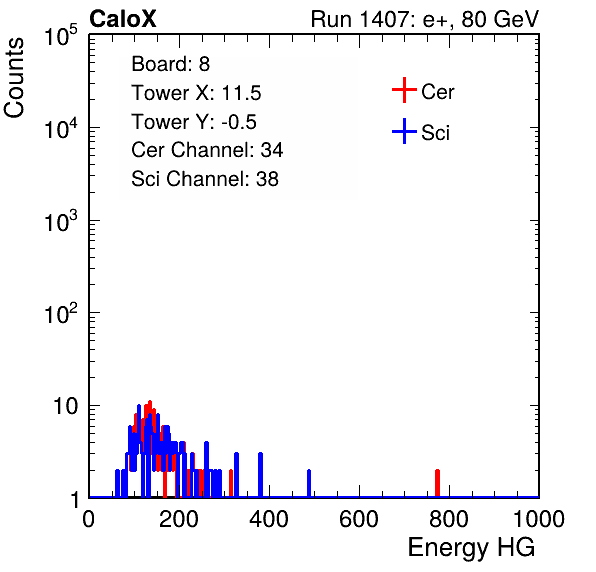 CaloX Run 1407: e+, 80 GeV
Counts
Board: 8
Tower X: 11.5
Tower Y: -0.5
Cer Channel: 34
Sci Channel: 38
Cer
Sci
10^5
10^4
10^3
10^2
10
1
0 200 400 600 800 1000
Energy HG